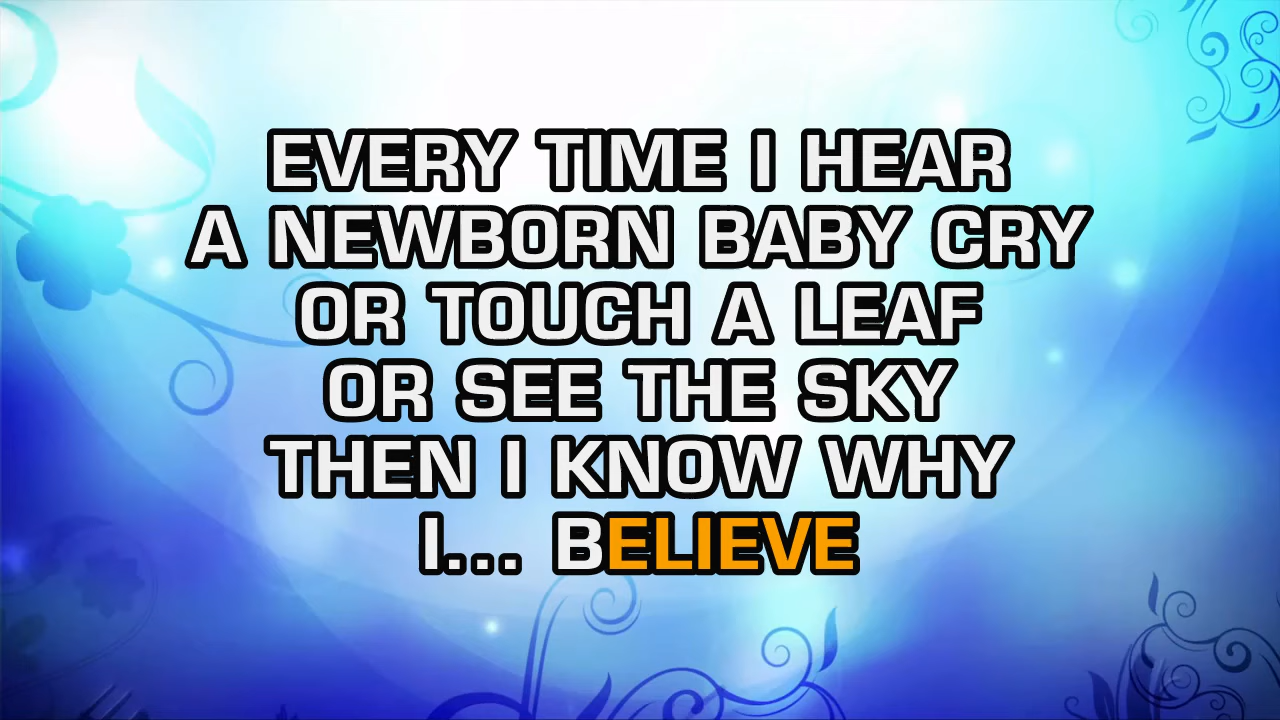 EVERY TIME I HEAR
A NEWBORN BABY CRY
OR TOUCH A LEAF
OR SEE THE SKY
THEN I KNOW WHY
I... BELIEVE